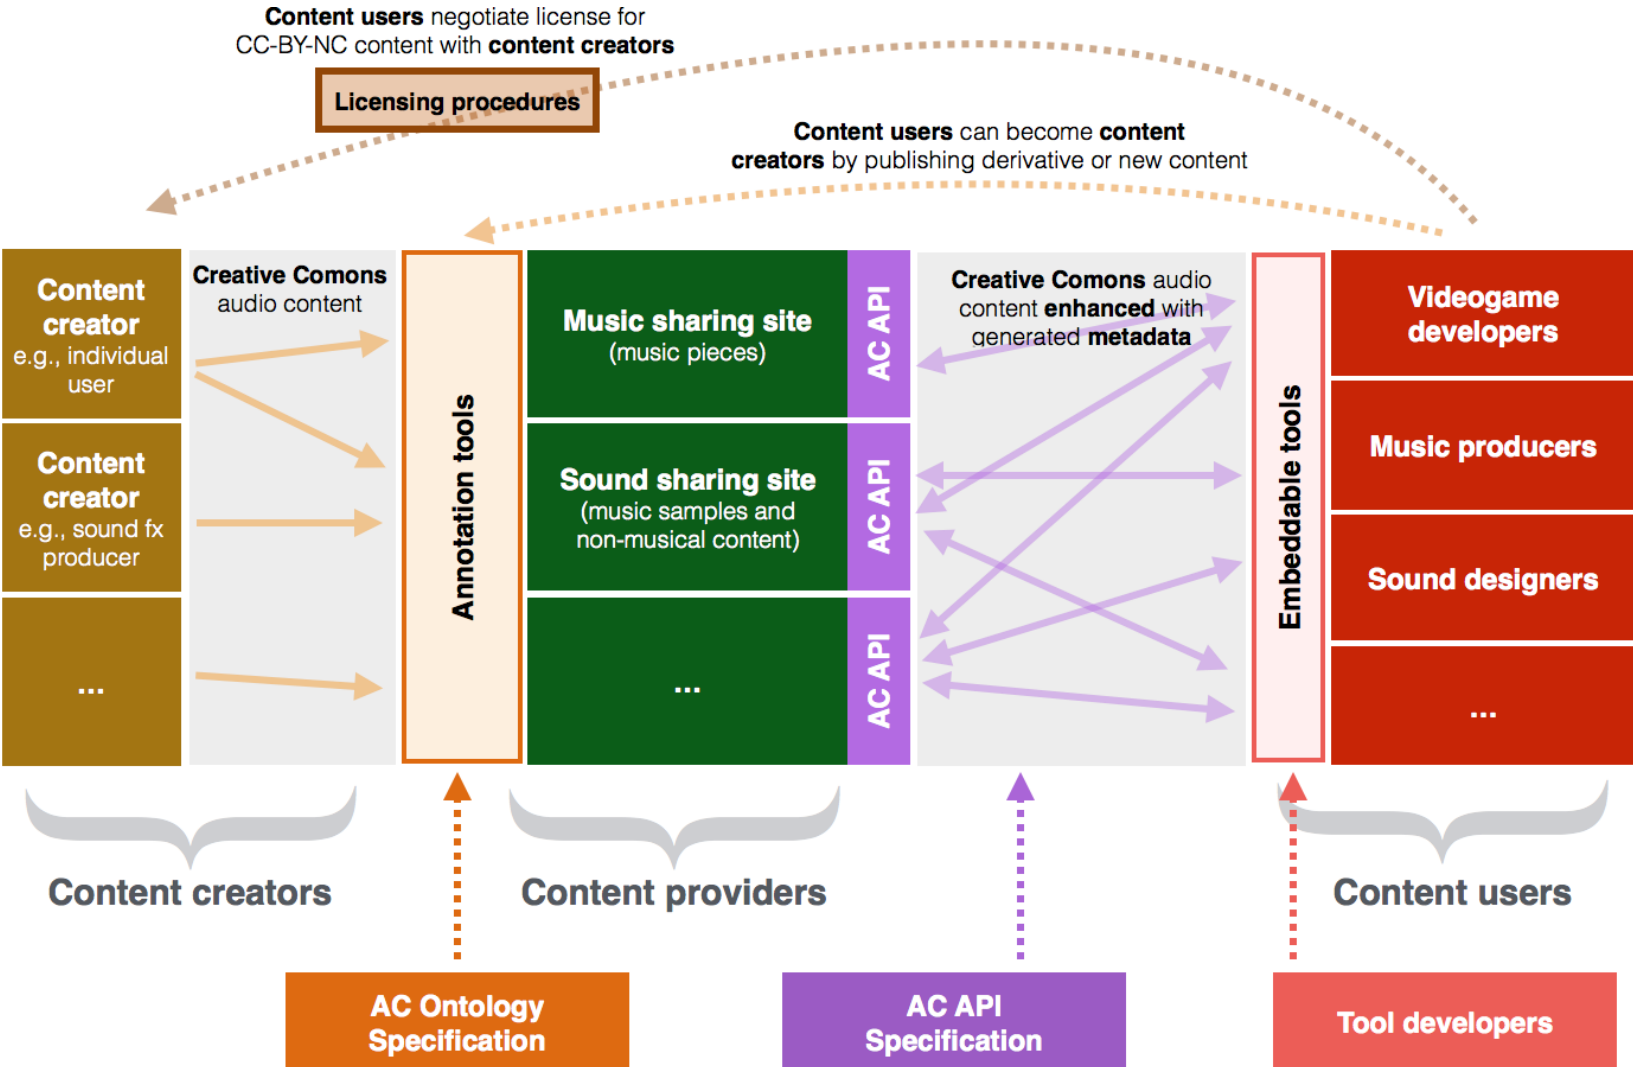 Content users negotiate license for
CC-BY-NC content with content creators
Licensing procedures
Content users can become content
creators by publishing derivative or new content
Content
creator
e.g., individual
user
Content
creator
e.g., sound fx
producer
...
Creative Comons
audio content
Annotation tools
Music sharing site
(music pieces)
Sound sharing site
(music samples and
non-musical content)
...
AC API
AC API
AC API
Creative Comons audio
content enhanced with
generated metadata
Embeddable tools
Videogame
developers
Music producers
Sound designers
...
Content creators
Content providers
Content users
AC Ontology
Specification
AC API
Specification
Tool developers